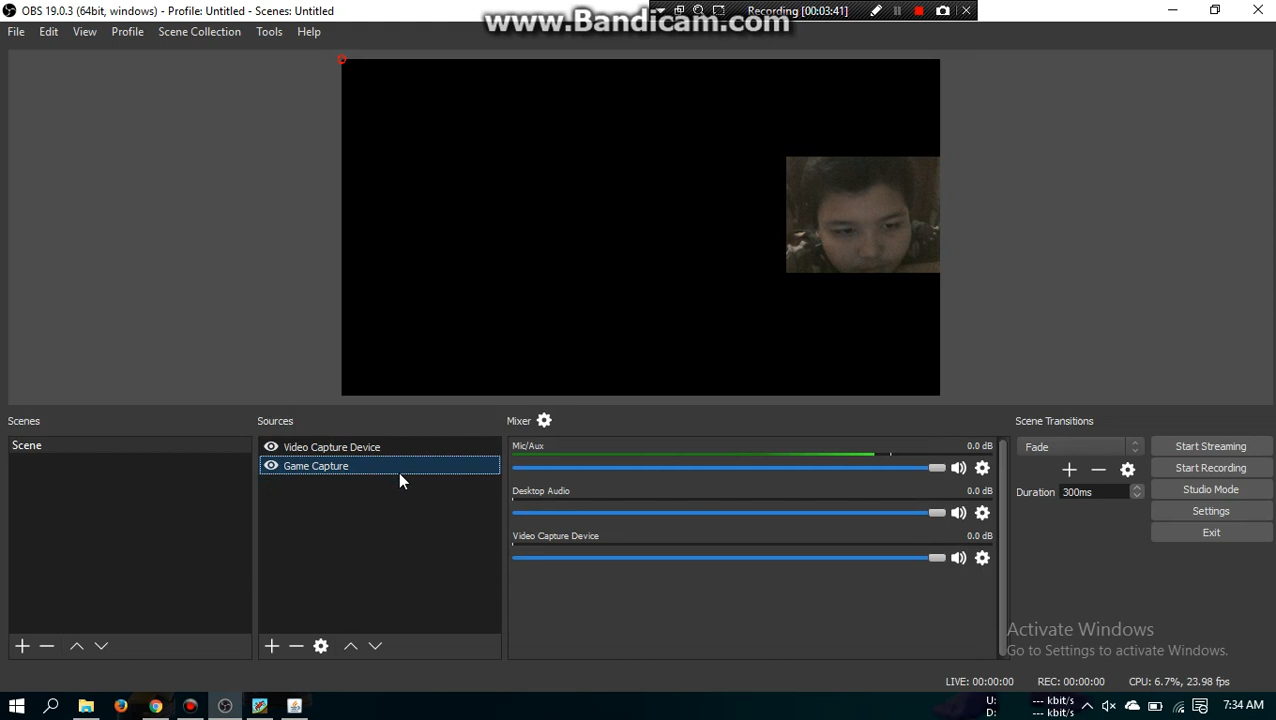 OBS 19.0.3 (64bit, windows) - Profile: Untitled - Scenes: Untitled
www.Bandicam.com
Recording [00:03:41]
File Edit View Profile Scene Collection Tools Help
Scenes
Sources
Mixer
Scene Transitions
Scene
Video Capture Device
Game Capture
Mic/Aux 0.0 dB
Desktop Audio 0.0 dB
Video Capture Device 0.0 dB
Fade
Duration 300ms
Start Streaming
Start Recording
Studio Mode
Settings
Exit
Activate Windows
Go to Settings to activate Windows.
LIVE: 00:00:00 REC: 00:00:00 CPU: 6.7%, 23.98 fps
U: --- kbit/s
D: --- kbit/s
7:34 AM